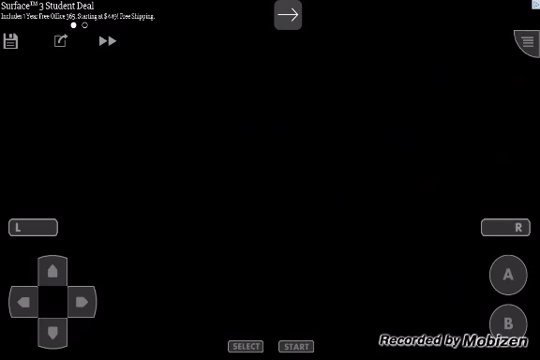 Surface™ 3 Student Deal
Includes 1 Year Free Office 365. Starting at $449! Free Shipping.
L
R
A
B
SELECT
START
Recorded by Mobizen